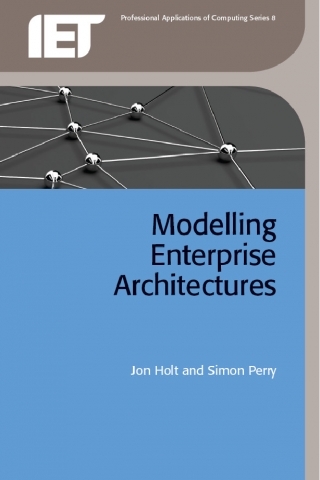 Professional Applications of Computing Series 8
IET
Modelling
Enterprise
Architectures
Jon Holt and Simon Perry